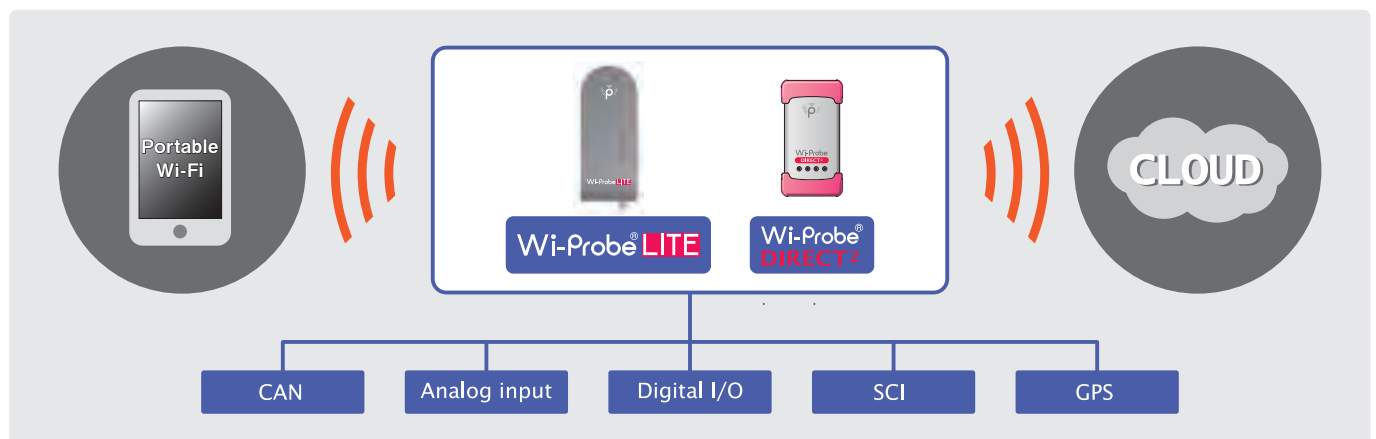 Portable
Wi-Fi
Wi-Probe LITE
Wi-Probe
DIRECT²
Wi-Probe® LITE
Wi-Probe®
DIRECT²
CLOUD
CAN
Analog input
Digital I/O
SCI
GPS